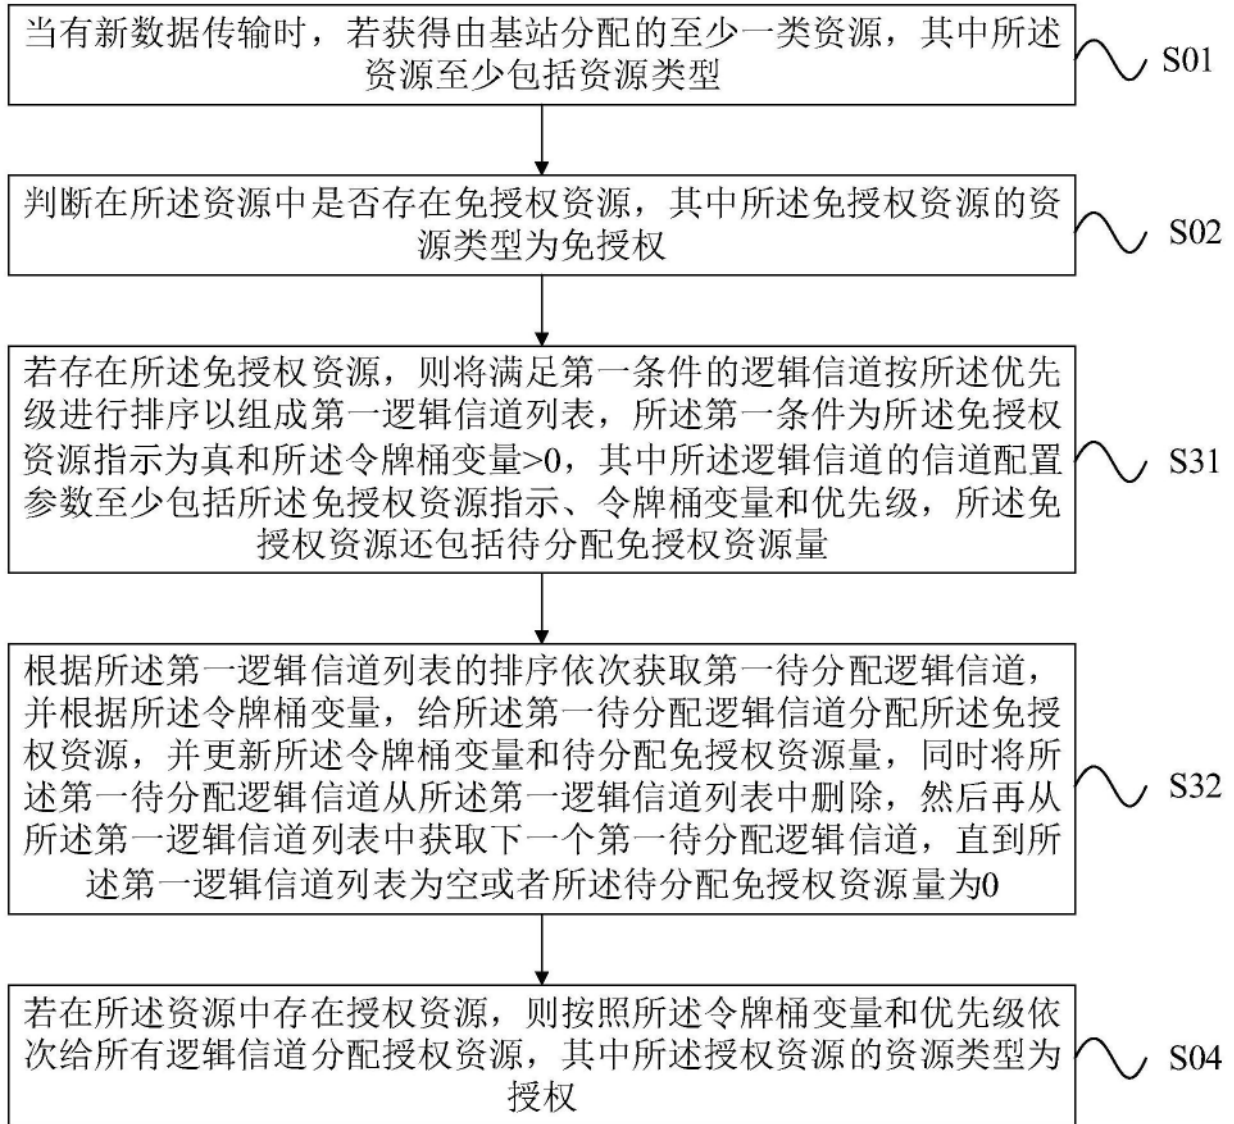 当有新数据传输时，若获得由基站分配的至少一类资源，其中所述
资源至少包括资源类型
S01
判断在所述资源中是否存在免授权资源，其中所述免授权资源的资
源类型为免授权
S02
若存在所述免授权资源，则将满足第一条件的逻辑信道按所述优先
级进行排序以组成第一逻辑信道列表，所述第一条件为所述免授权
资源指示为真和所述令牌桶变量>0，其中所述逻辑信道的信道配置
参数至少包括所述免授权资源指示、令牌桶变量和优先级，所述免
授权资源还包括待分配免授权资源量
S31
根据所述第一逻辑信道列表的排序依次获取第一待分配逻辑信道，
并根据所述令牌桶变量，给所述第一待分配逻辑信道分配所述免授
权资源，并更新所述令牌桶变量和待分配免授权资源量，同时将所
述第一待分配逻辑信道从所述第一逻辑信道列表中删除，然后再从
所述第一逻辑信道列表中获取下一个第一待分配逻辑信道，直到所
述第一逻辑信道列表为空或者所述待分配免授权资源量为0
S32
若在所述资源中存在授权资源，则按照所述令牌桶变量和优先级依
次给所有逻辑信道分配授权资源，其中所述授权资源的资源类型为
授权
S04